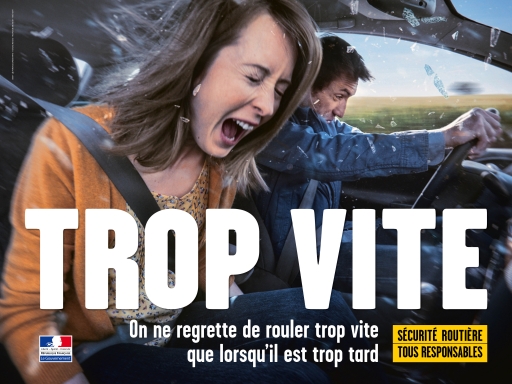 TROP VITE
On ne regrette de rouler trop vite
que lorsqu'il est trop tard
SÉCURITÉ ROUTIÈRE
TOUS RESPONSABLES